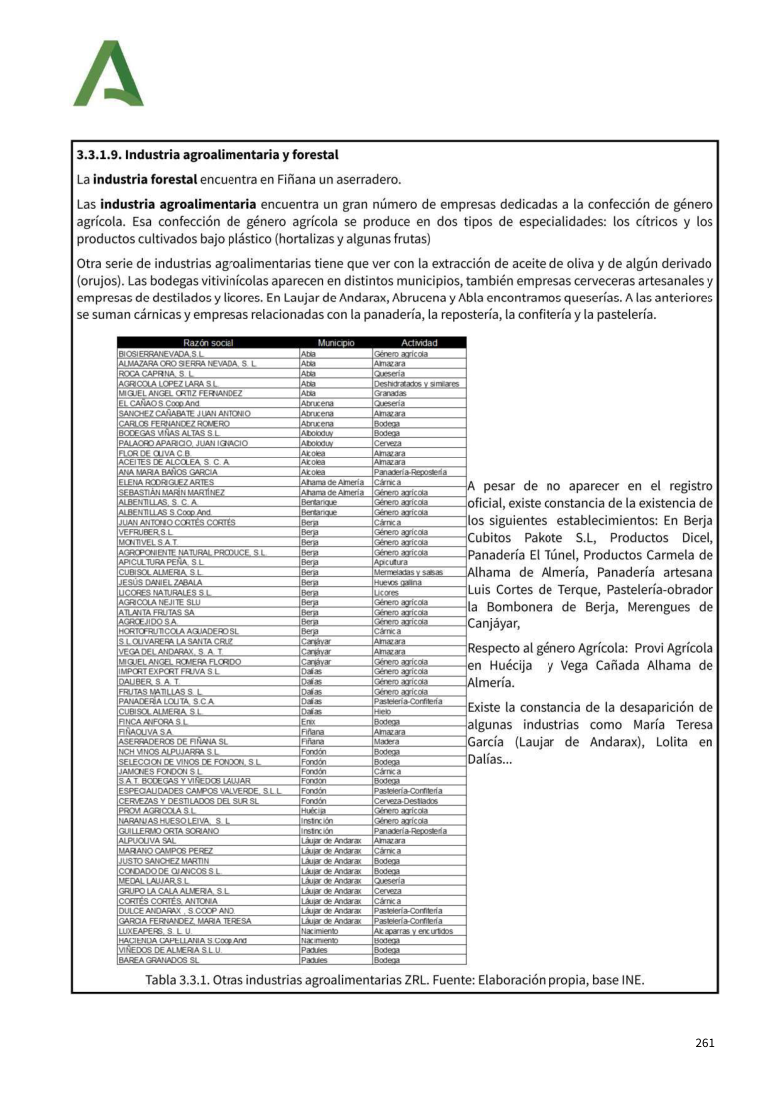 3.3.1.9. Industria agroalimentaria y forestal
La industria forestal encuentra en Fiñana un aserradero.
Las industria agroalimentaria encuentra un gran número de empresas dedicadas a la confección de género
agrícola. Esa confección de género agrícola se produce en dos tipos de especialidades: los cítricos y los
productos cultivados bajo plástico (hortalizas y algunas frutas)
Otra serie de industrias agroalimentarias tiene que ver con la extracción de aceite de oliva y de algún derivado
(orujos). Las bodegas vitivinícolas aparecen en distintos municipios, también empresas cerveceras artesanales y
empresas de destilados y licores. En Laujar de Andarax, Abrucena y Abla encontramos queserías. A las anteriores
se suman cárnicas y empresas relacionadas con la panadería, la repostería, la confitería y la pastelería.
Razón social Municipio Actividad
BIOSIERRANEVADA,S.L. Abla Género agrícola
ALMAZARA ORO SIERRA NEVADA, S. L. Abla Almazara
ROCA CAPRINA, S. L. Abla Quesería
AGRICOLA LOPEZ LARA S.L. Abla Deshidratados y similares
MIGUEL ANGEL ORTIZ FERNANDEZ Abla Granadas
EL CAÑAO S.Coop.And. Abrucena Quesería
SANCHEZ CAÑABATE JUAN ANTONIO Abrucena Almazara
CARLOS FERNANDEZ ROMERO Abrucena Bodega
BODEGAS VIÑAS ALTAS S.L. Alboloduy Bodega
PALAORO APARICIO, JUAN IGNACIO Alboloduy Cerveza
FLOR DE OLIVA C.B. Alcolea Almazara
ACEITES DE ALCOLEA, S. C. A. Alcolea Almazara
ANA MARIA BAÑOS GARCIA Alcolea Panadería-Repostería
ELENA RODRIGUEZ ARTES Alhama de Almería Cárnica
SEBASTIÁN MARÍN MARTÍNEZ Alhama de Almería Género agrícola
ALBENTILLAS, S. C. A. Bentarique Género agrícola
ALBENTILLAS S.Coop.And. Bentarique Género agrícola
JUAN ANTONIO CORTÉS CORTÉS Berja Cárnica
VEFRUBER,S.L. Berja Género agrícola
MONTIVEL S.A.T. Berja Género agrícola
AGROPONIENTE NATURAL PRODUCE, S.L. Berja Género agrícola
APICULTURA PEÑA, S.L. Berja Apicultura
CUBISOL ALMERIA, S.L. Berja Mermeladas y salsas
JESÚS DANIEL ZABALA Berja Huevos gallina
LICORES NATURALES S.L. Berja Licores
AGRICOLA NEJITE SLU Berja Género agrícola
ATLANTA FRUTAS SA Berja Género agrícola
AGROEJIDO S.A. Berja Género agrícola
HORTOFRUTICOLA AGUADERO SL Berja Cárnica
S.L OLIVARERA LA SANTA CRUZ Canjáyar Almazara
VEGA DEL ANDARAX, S. A. T. Canjáyar Almazara
MIGUEL ANGEL ROMERA FLORIDO Canjáyar Género agrícola
IMPORT EXPORT FRUVA S.L. Dalías Género agrícola
DAUBER, S. A. T. Dalías Género agrícola
FRUTAS MATILLAS S. L. Dalías Género agrícola
PANADERÍA LOLITA, S.C.A. Dalías Pastelería-Confitería
CUBISOL ALMERIA, S.L. Dalías Hielo
FINCA ANFORA S.L. Enix Bodega
FIÑAOLIVA S.A. Fiñana Almazara
ASERRADEROS DE FIÑANA SL Fiñana Madera
NCH VINOS ALPUJARRA S.L. Fondón Bodega
SELECCION DE VINOS DE FONDON, S.L. Fondón Bodega
JAMONES FONDON S.L. Fondón Cárnica
S.A.T. BODEGAS Y VIÑEDOS LAUJAR Fondón Bodega
ESPECIALIDADES CAMPOS VALVERDE, S.L.L. Fondón Pastelería-Confitería
CERVEZAS Y DESTILADOS DEL SUR SL Fondón Cerveza-Destilados
PROVI AGRICOLA S.L. Huécija Género agrícola
NARANJAS HUESO LEIVA, S. L. Instinción Género agrícola
GUILLERMO ORTA SORIANO Instinción Panadería-Repostería
ALPUOLIVA SAL Láujar de Andarax Almazara
MARIANO CAMPOS PEREZ Láujar de Andarax Cárnica
JUSTO SANCHEZ MARTIN Láujar de Andarax Bodega
CONDADO DE OJANCOS S.L. Láujar de Andarax Bodega
MEDAL LAUJAR,S.L. Láujar de Andarax Quesería
GRUPO LA CALA ALMERIA, S.L. Láujar de Andarax Cerveza
CORTÉS CORTÉS, ANTONIA Láujar de Andarax Cárnica
DULCE ANDARAX , S.COOP AND. Láujar de Andarax Pastelería-Confitería
GARCIA FERNANDEZ, MARIA TERESA Láujar de Andarax Pastelería-Confitería
LUXEAPERS, S. L. U. Nacimiento Alcaparras y encurtidos
HACIENDA CAPELLANIA S.Coop.And Nacimiento Bodega
VIÑEDOS DE ALMERIA S.L.U. Padules Bodega
BAREA GRANADOS SL Padules Bodega
A pesar de no aparecer en el registro
oficial, existe constancia de la existencia de
los siguientes establecimientos: En Berja
Cubitos Pakote S.L, Productos Dicel,
Panadería El Túnel, Productos Carmela de
Alhama de Almería, Panadería artesana
Luis Cortes de Terque, Pastelería-obrador
la Bombonera de Berja, Merengues de
Canjáyar,
Respecto al género Agrícola: Provi Agrícola
en Huécija y Vega Cañada Alhama de
Almería.
Existe la constancia de la desaparición de
algunas industrias como María Teresa
García (Laujar de Andarax), Lolita en
Dalías...
Tabla 3.3.1. Otras industrias agroalimentarias ZRL. Fuente: Elaboración propia, base INE.
261